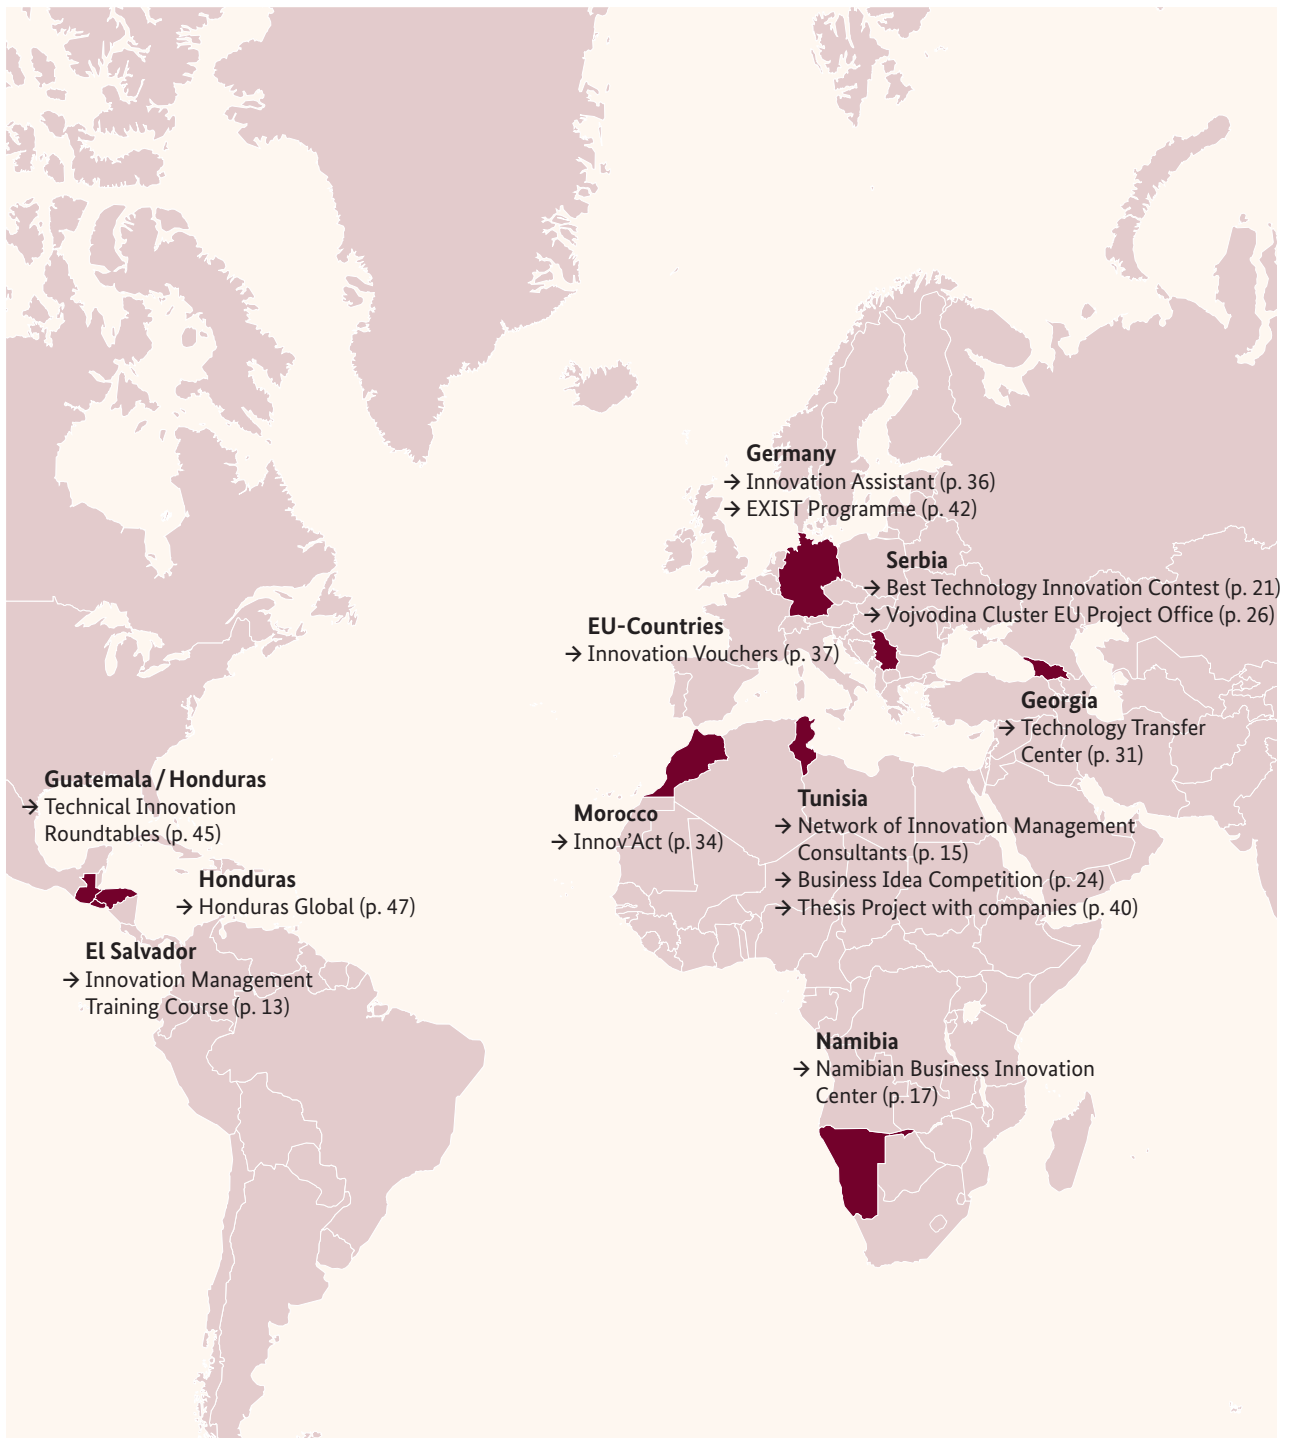 Germany
→ Innovation Assistant (p. 36)
→ EXIST Programme (p. 42)
Serbia
→ Best Technology Innovation Contest (p. 21)
→ Vojvodina Cluster EU Project Office (p. 26)
EU-Countries
→ Innovation Vouchers (p. 37)
Georgia
→ Technology Transfer
Center (p. 31)
Guatemala / Honduras
→ Technical Innovation
Roundtables (p. 45)
Morocco
→ Innov'Act (p. 34)
Tunisia
→ Network of Innovation Management
Consultants (p. 15)
→ Business Idea Competition (p. 24)
→ Thesis Project with companies (p. 40)
Honduras
→ Honduras Global (p. 47)
El Salvador
→ Innovation Management
Training Course (p. 13)
Namibia
→ Namibian Business Innovation
Center (p. 17)